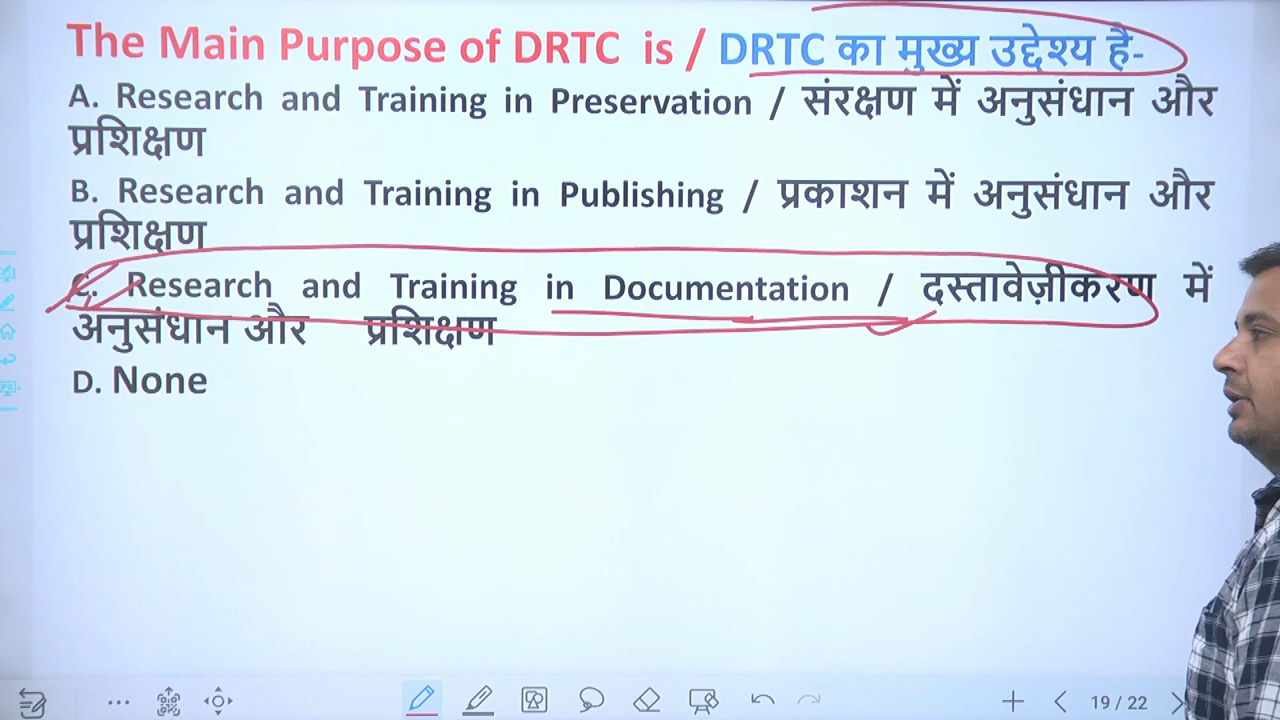 The Main Purpose of DRTC is / DRTC का मुख्य उद्देश्य है-
A. Research and Training in Preservation / संरक्षण में अनुसंधान और
प्रशिक्षण
B. Research and Training in Publishing / प्रकाशन में अनुसंधान और
प्रशिक्षण
C. Research and Training in Documentation / दस्तावेज़ीकरण में
अनुसंधान और प्रशिक्षण
D. None
19 / 22